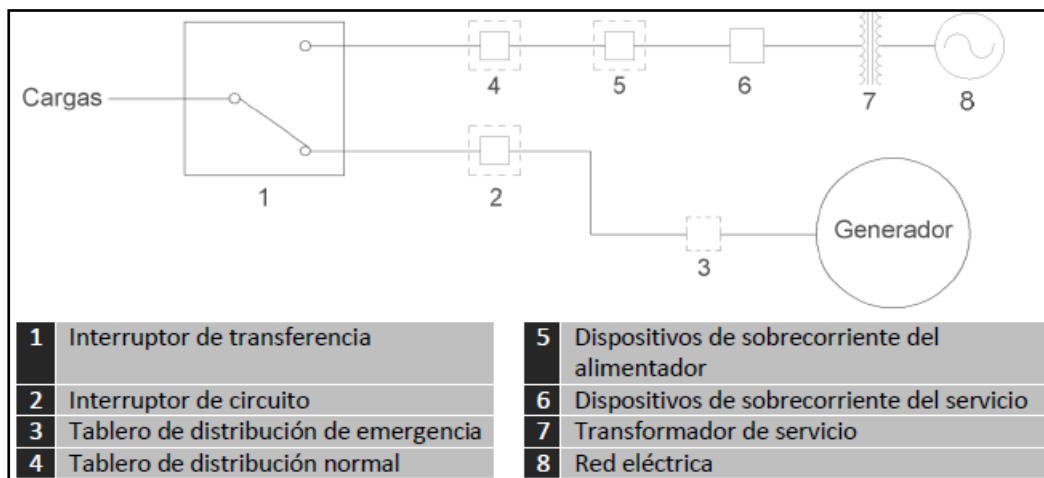 Cargas
4
5
6
7
8
1
2
Generador
3
1 Interruptor de transferencia
5 Dispositivos de sobrecorriente del
alimentador
2 Interruptor de circuito
6 Dispositivos de sobrecorriente del servicio
3 Tablero de distribución de emergencia
7 Transformador de servicio
4 Tablero de distribución normal
8 Red eléctrica